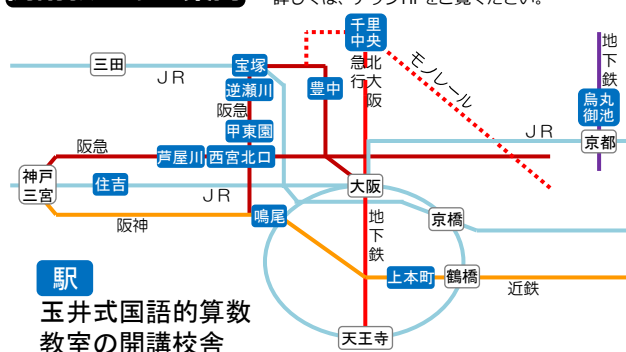 詳しくは、チラシHPをご覧ください。
千里
中央
地下鉄
三田
宝塚
JR
逆瀬川
豊中
北大阪
急行
モノレール
烏丸
御池
阪急
甲東園
JR
京都
阪急
芦屋川
西宮北口
神戸
三宮
住吉
JR
大阪
阪神
鳴尾
地下鉄
京橋
上本町
鶴橋
近鉄
駅
玉井式国語的算数
教室の開講校舎
天王寺